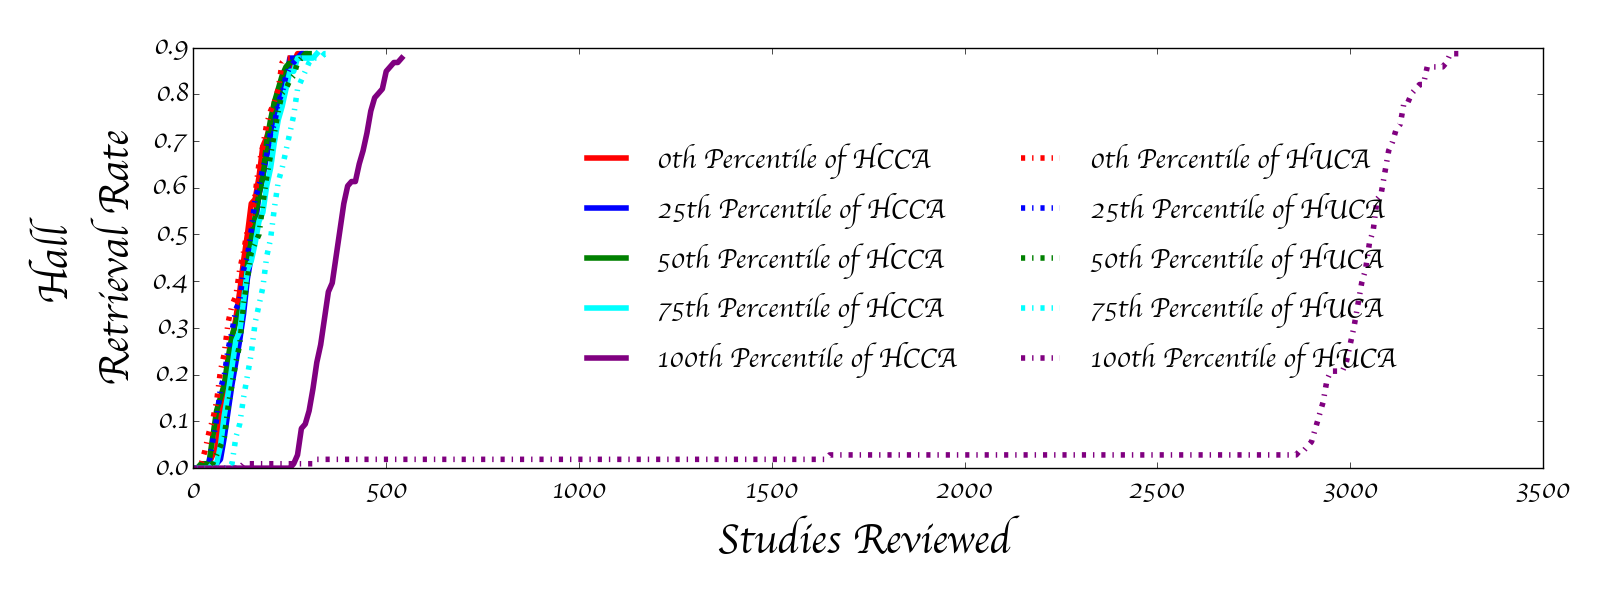 Hall
Retrieval Rate
0.9
0.8
0.7
0.6
0.5
0.4
0.3
0.2
0.1
0.0
0th Percentile of HCCA
25th Percentile of HCCA
50th Percentile of HCCA
75th Percentile of HCCA
100th Percentile of HCCA
0th Percentile of HUCA
25th Percentile of HUCA
50th Percentile of HUCA
75th Percentile of HUCA
100th Percentile of HUCA
0 500 1000 1500 2000 2500 3000 3500
Studies Reviewed